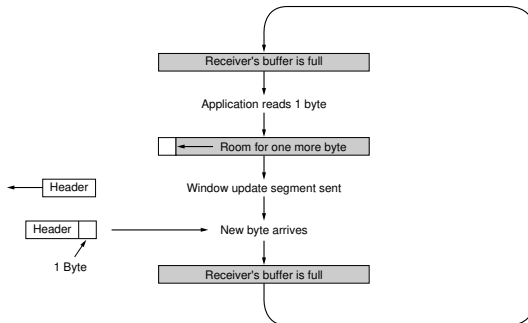 Receiver's buffer is full
Application reads 1 byte
Room for one more byte
Window update segment sent
Header
Header
New byte arrives
1 Byte
Receiver's buffer is full